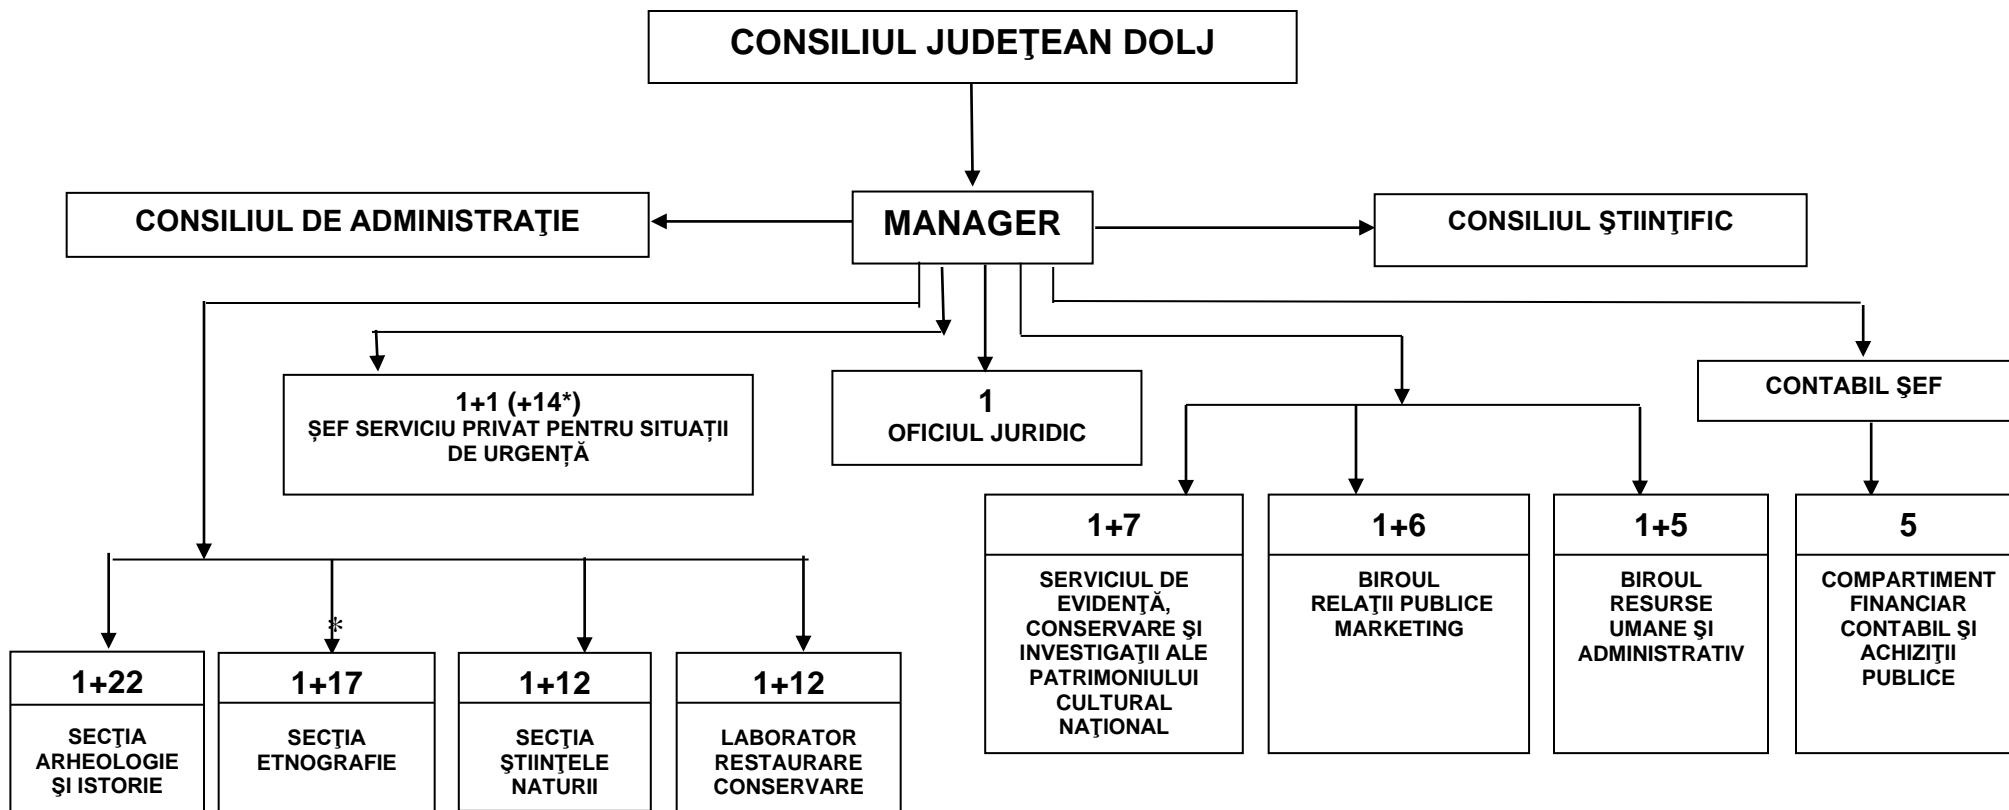 CONSILIUL JUDEŢEAN DOLJ
CONSILIUL DE ADMINISTRAŢIE
MANAGER
CONSILIUL ŞTIINŢIFIC
1+1 (+14*)
ȘEF SERVICIU PRIVAT PENTRU SITUAȚII
DE URGENȚĂ
1
OFICIUL JURIDIC
CONTABIL ŞEF
1+7
SERVICIUL DE
EVIDENŢĂ,
CONSERVARE ŞI
INVESTIGAŢII ALE
PATRIMONIULUI
CULTURAL
NAŢIONAL
1+6
BIROUL
RELAŢII PUBLICE
MARKETING
1+5
BIROUL
RESURSE
UMANE ŞI
ADMINISTRATIV
5
COMPARTIMENT
FINANCIAR
CONTABIL ŞI
ACHIZIŢII
PUBLICE
*
1+22
SECŢIA
ARHEOLOGIE
ŞI ISTORIE
1+17
SECŢIA
ETNOGRAFIE
1+12
SECŢIA
ŞTIINŢELE
NATURII
1+12
LABORATOR
RESTAURARE
CONSERVARE